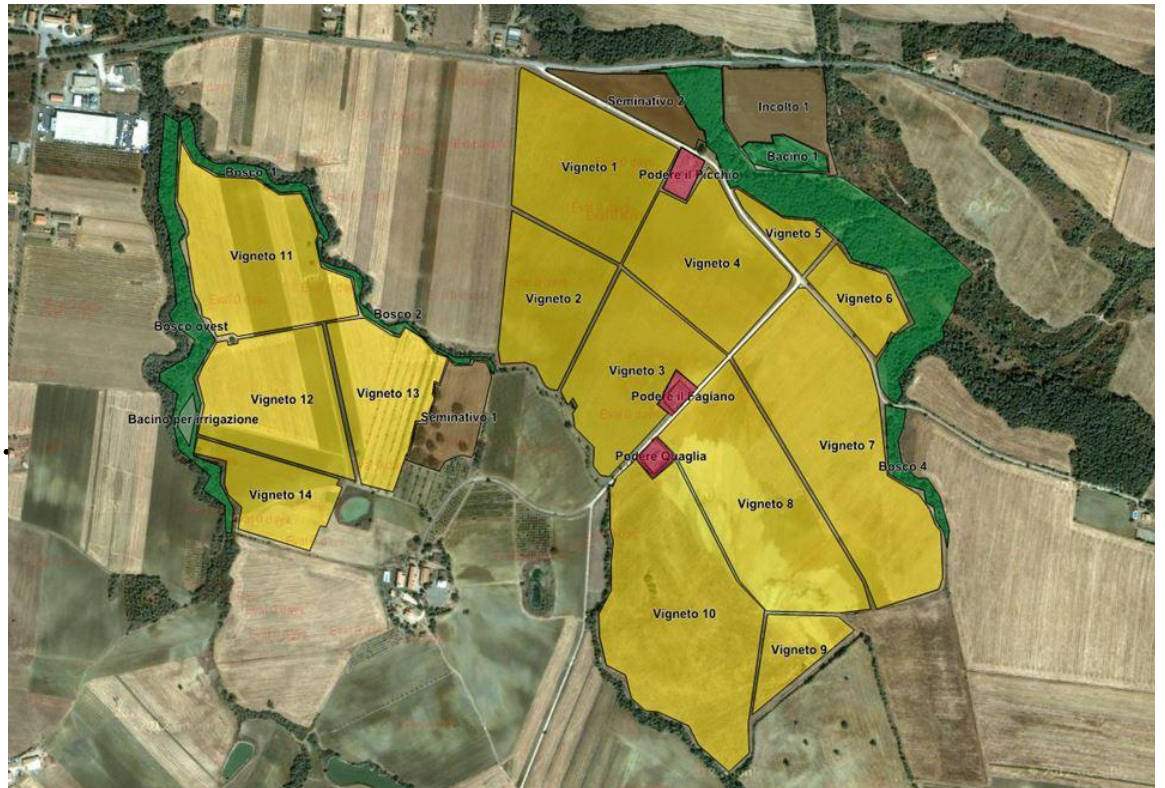 Seminativo 2
Incolto 1
Bacino 1
Vigneto 1
Podere il Picchio
Bosco 1
Vigneto 5
Vigneto 11
Vigneto 4
Vigneto 2
Vigneto 6
Bosco 2
Bosco ovest
Vigneto 3
Vigneto 13
Podere il Fagiano
Vigneto 12
Bacino per irrigazione
Seminativo 1
Vigneto 7
Podere Quaglia
Bosco 4
Vigneto 14
Vigneto 8
Vigneto 10
Vigneto 9